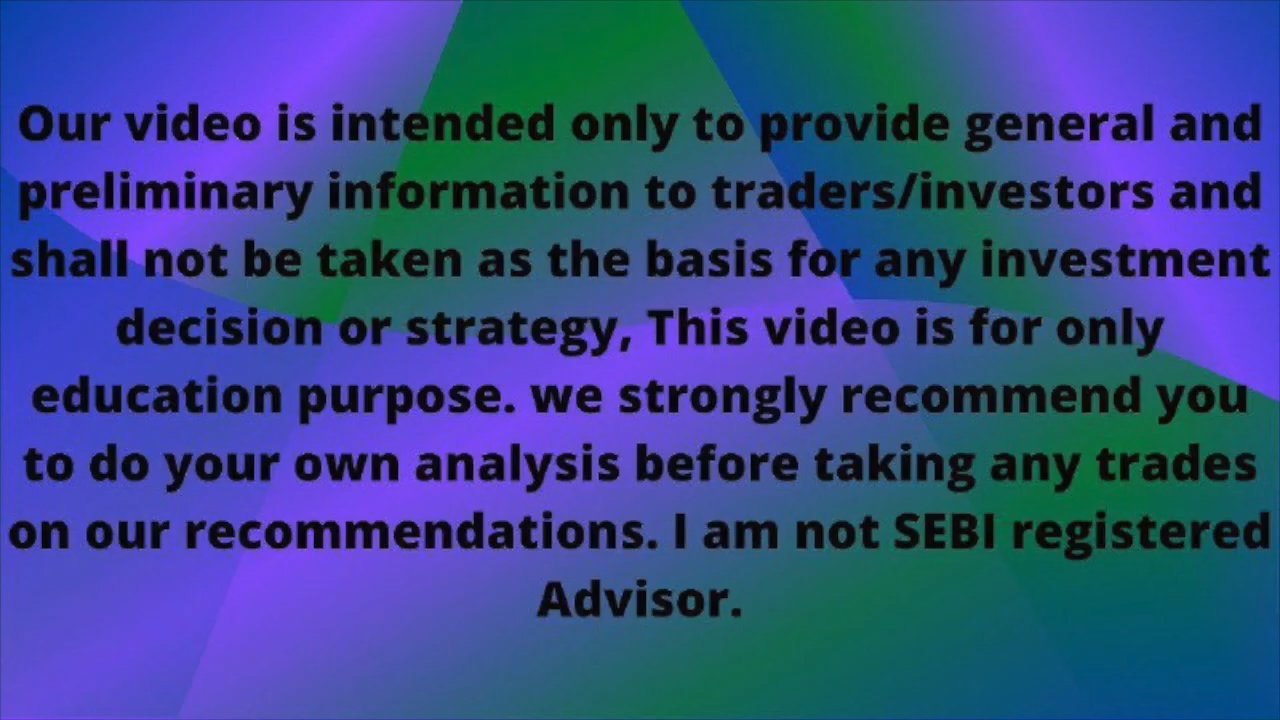 Our video is intended only to provide general and
preliminary information to traders/investors and
shall not be taken as the basis for any investment
decision or strategy, This video is for only
education purpose. we strongly recommend you
to do your own analysis before taking any trades
on our recommendations. I am not SEBI registered
Advisor.